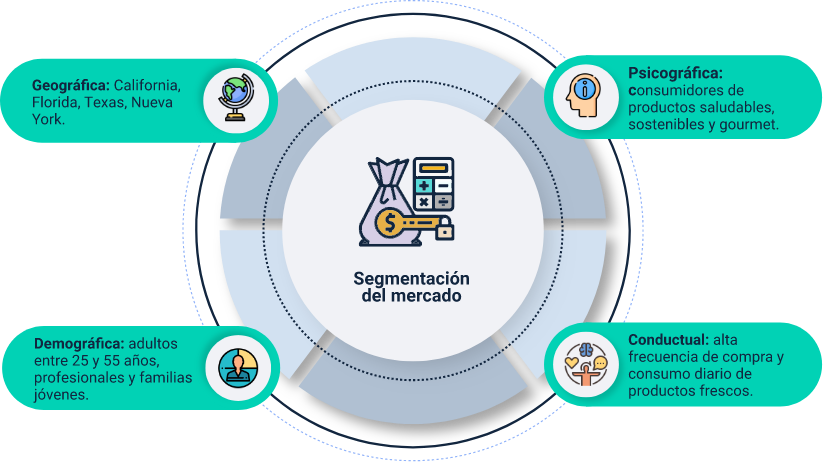 Geográfica: California,
Florida, Texas, Nueva
York.
Psicográfica:
consumidores de
productos saludables,
sostenibles y gourmet.
Segmentación
del mercado
Demográfica: adultos
entre 25 y 55 años,
profesionales y familias
jóvenes.
Conductual: alta
frecuencia de compra y
consumo diario de
productos frescos.